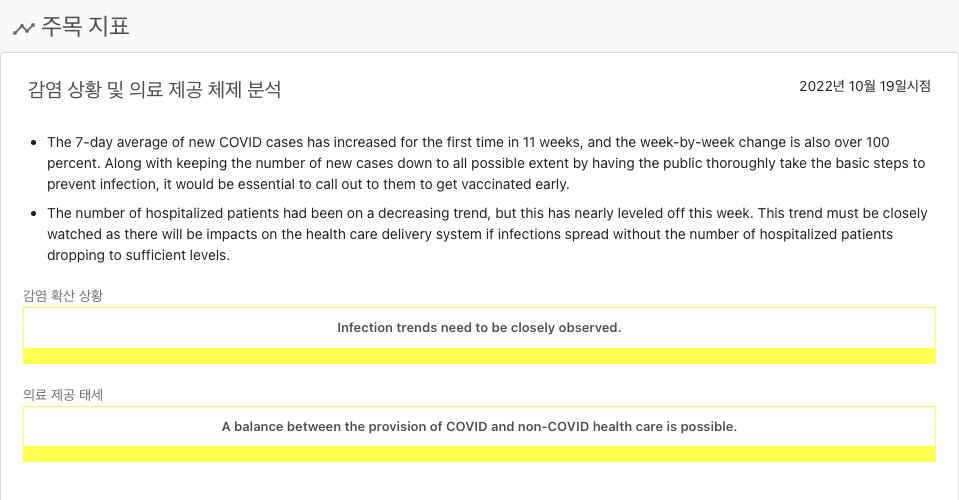 주목 지표
감염 상황 및 의료 제공 체제 분석
2022년 10월 19일시점
• The 7-day average of new COVID cases has increased for the first time in 11 weeks, and the week-by-week change is also over 100
percent. Along with keeping the number of new cases down to all possible extent by having the public thoroughly take the basic steps to
prevent infection, it would be essential to call out to them to get vaccinated early.
• The number of hospitalized patients had been on a decreasing trend, but this has nearly leveled off this week. This trend must be closely
watched as there will be impacts on the health care delivery system if infections spread without the number of hospitalized patients
dropping to sufficient levels.
감염 확산 상황
Infection trends need to be closely observed.
의료 제공 태세
A balance between the provision of COVID and non-COVID health care is possible.